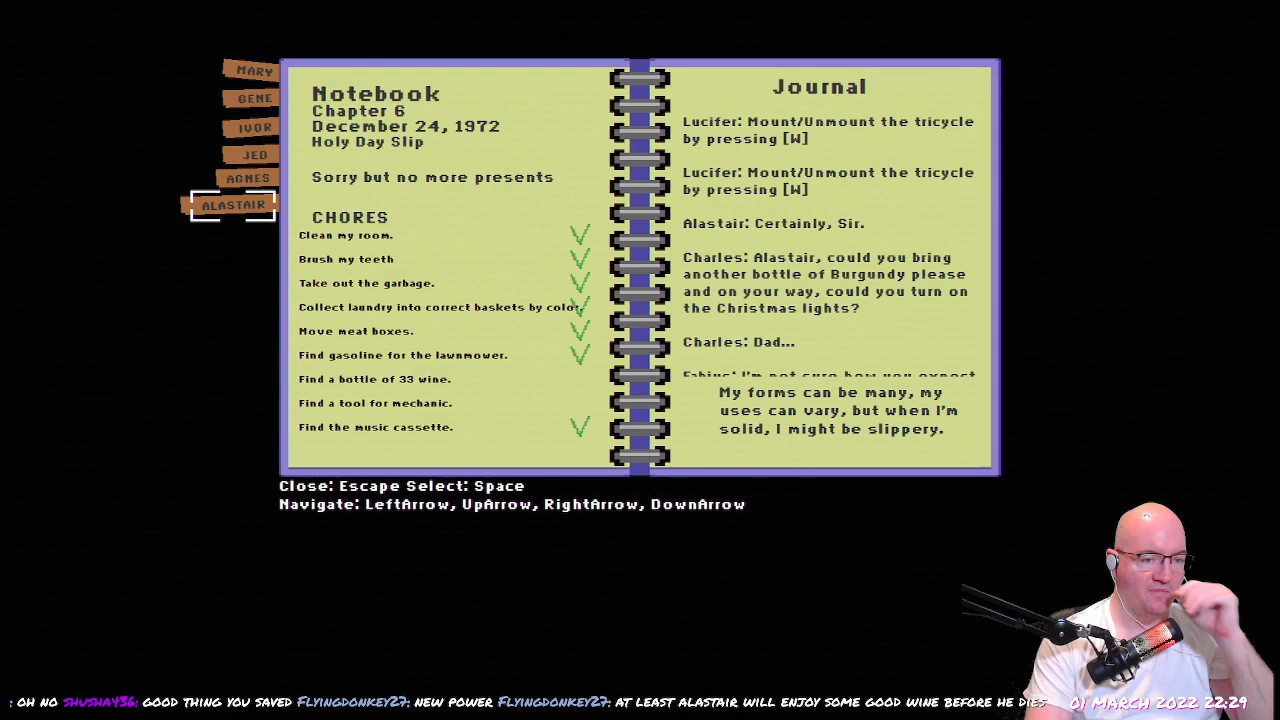 MARY
GENE
IVOR
JED
AGNES
ALASTAIR
Notebook
Chapter 6
December 24, 1972
Holy Day Slip
Sorry but no more presents
CHORES
Clean my room.
Brush my teeth
Take out the garbage.
Collect laundry into correct baskets by color.
Move meat boxes.
Find gasoline for the lawnmower.
Find a bottle of 33 wine.
Find a tool for mechanic.
Find the music cassette.
Journal
Lucifer: Mount/Unmount the tricycle
by pressing [W]
Lucifer: Mount/Unmount the tricycle
by pressing [W]
Alastair: Certainly, Sir.
Charles: Alastair, could you bring
another bottle of Burgundy please
and on your way, could you turn on
the Christmas lights?
Charles: Dad...
Fabius: I'm not sure how you expect
My forms can be many, my
uses can vary, but when I'm
solid, I might be slippery.
Close: Escape Select: Space
Navigate: LeftArrow, UpArrow, RightArrow, DownArrow
: OH NO SHUSHA436: GOOD THING YOU SAVED FLYINGDONKEY27: NEW POWER FLYINGDONKEY27: AT LEAST ALASTAIR WILL ENJOY SOME GOOD WINE BEFORE HE DIES
01 MARCH 2022 22:29